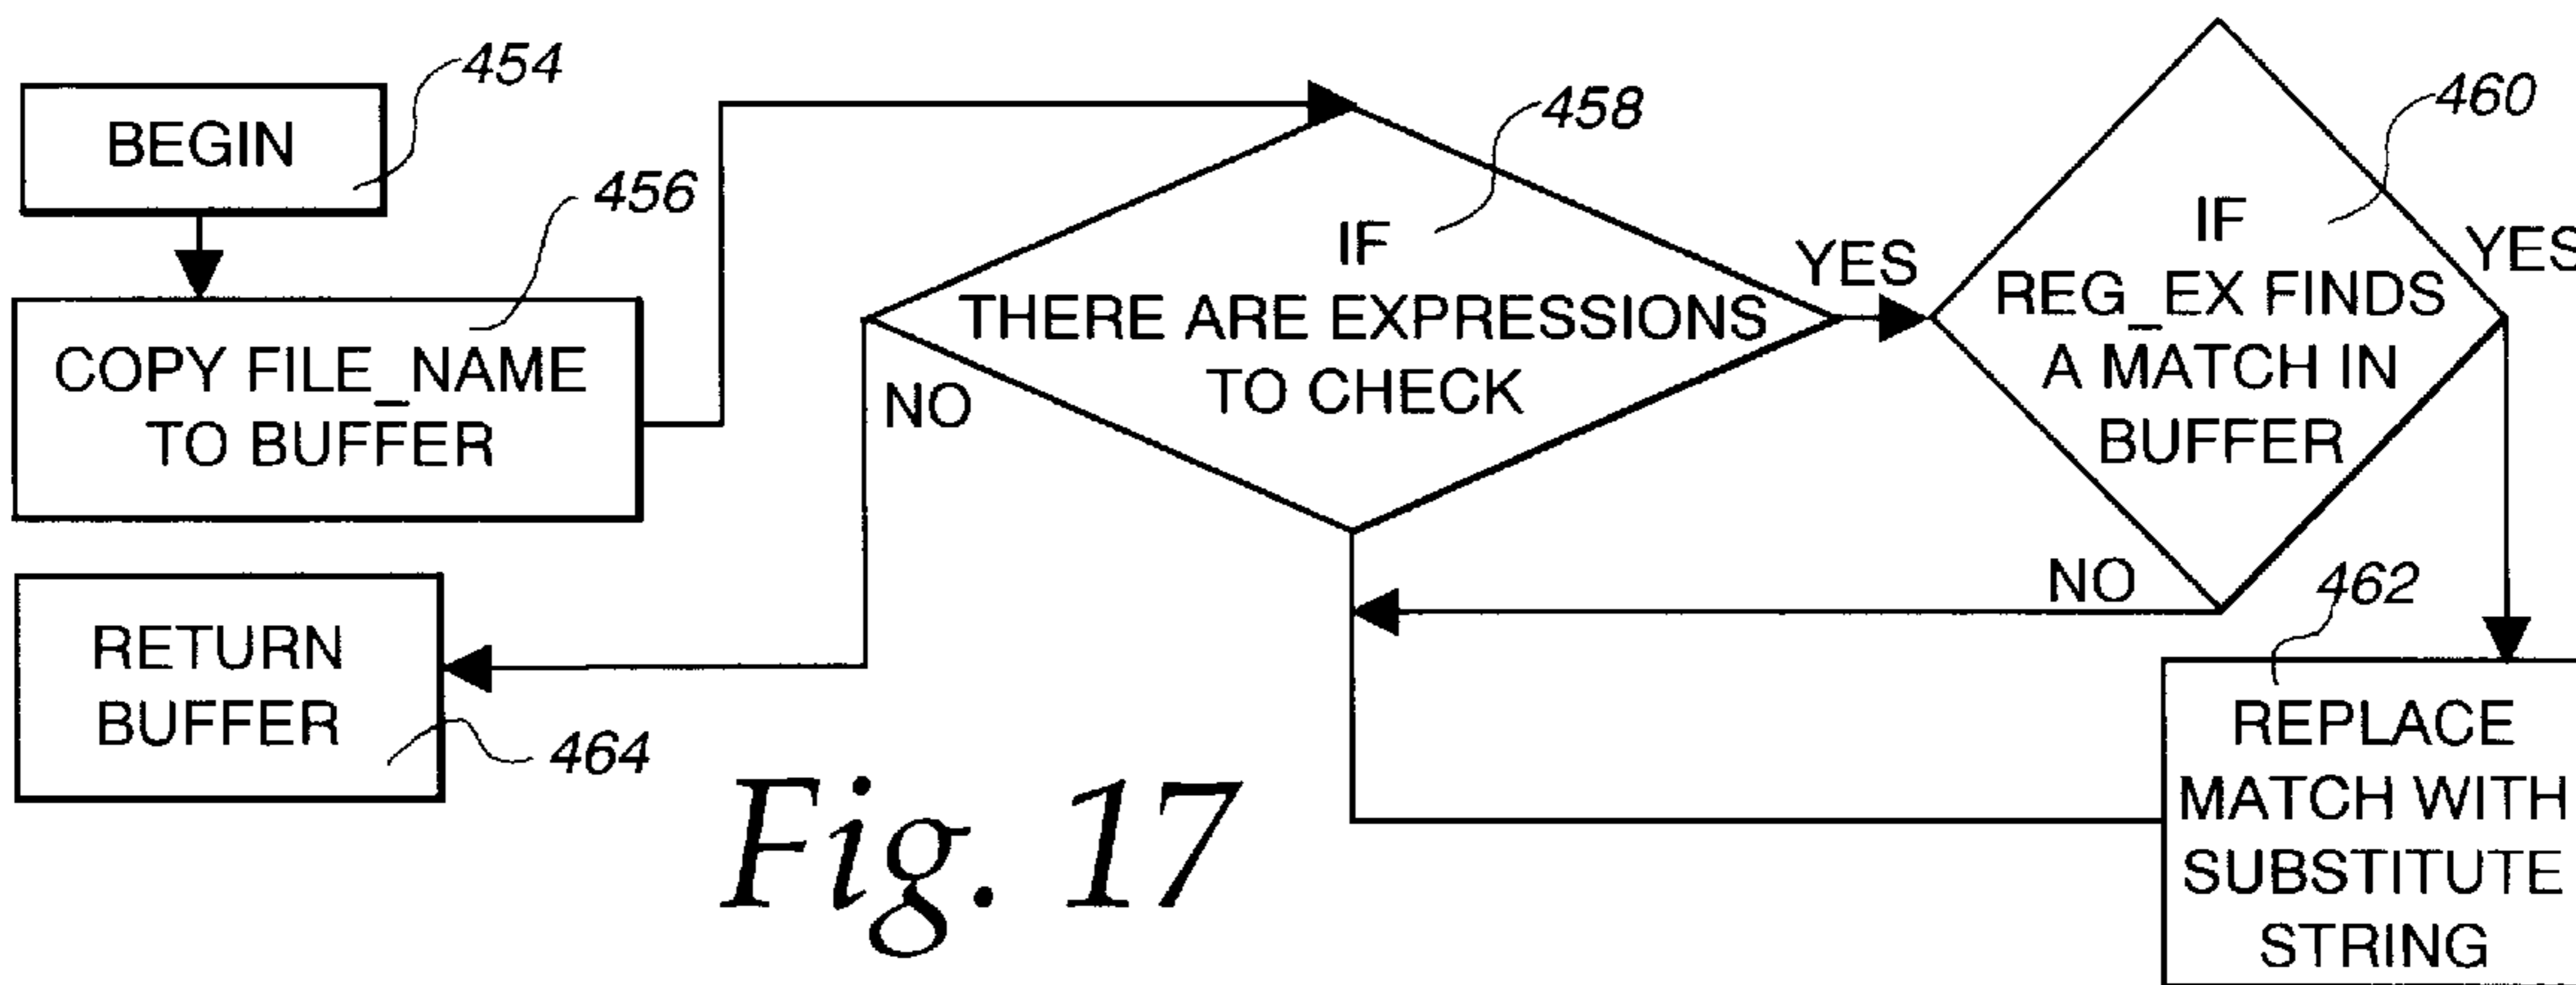 454
BEGIN
456
COPY FILE_NAME
TO BUFFER
458
IF
THERE ARE EXPRESSIONS
TO CHECK
YES
NO
460
IF
REG_EX FINDS
A MATCH IN
BUFFER
YES
NO
462
REPLACE
MATCH WITH
SUBSTITUTE
STRING
RETURN
BUFFER
464
Fig. 17